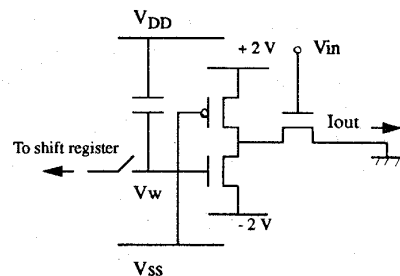 VDD
+ 2 V
Vin
Iout
To shift register
Vw
- 2 V
Vss